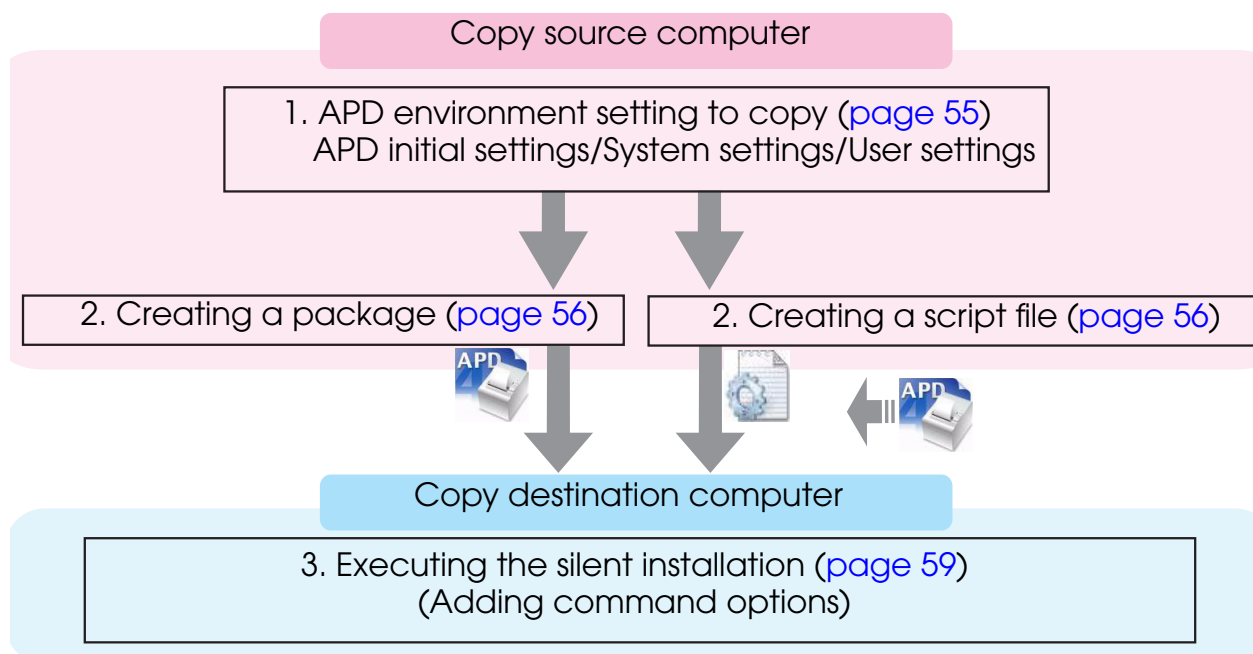 Copy source computer
1. APD environment setting to copy (page 55)
APD initial settings/System settings/User settings
2. Creating a package (page 56)
2. Creating a script file (page 56)
APD
APD
Copy destination computer
3. Executing the silent installation (page 59)
(Adding command options)